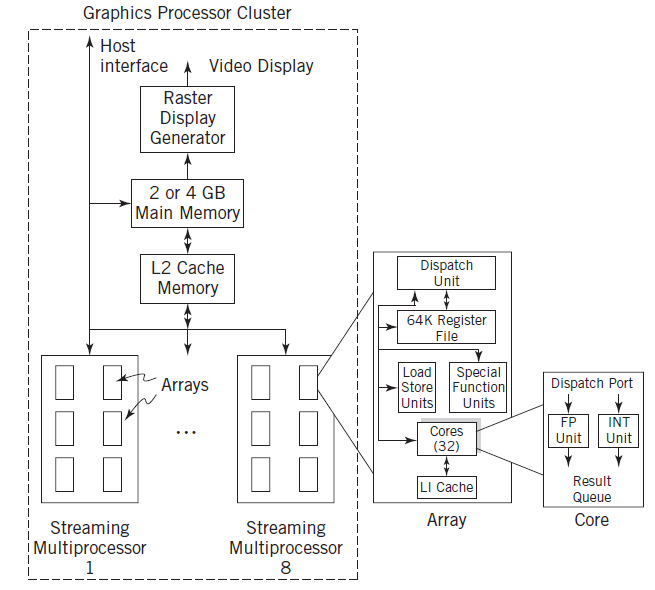 Graphics Processor Cluster
Host
interface
Video Display
Raster
Display
Generator
2 or 4 GB
Main Memory
L2 Cache
Memory
Arrays
...
Streaming
Multiprocessor
1
Streaming
Multiprocessor
8
Dispatch
Unit
64K Register
File
Load
Store
Units
Special
Function
Units
Cores
(32)
LI Cache
Array
Dispatch Port
FP
Unit
INT
Unit
Result
Queue
Core